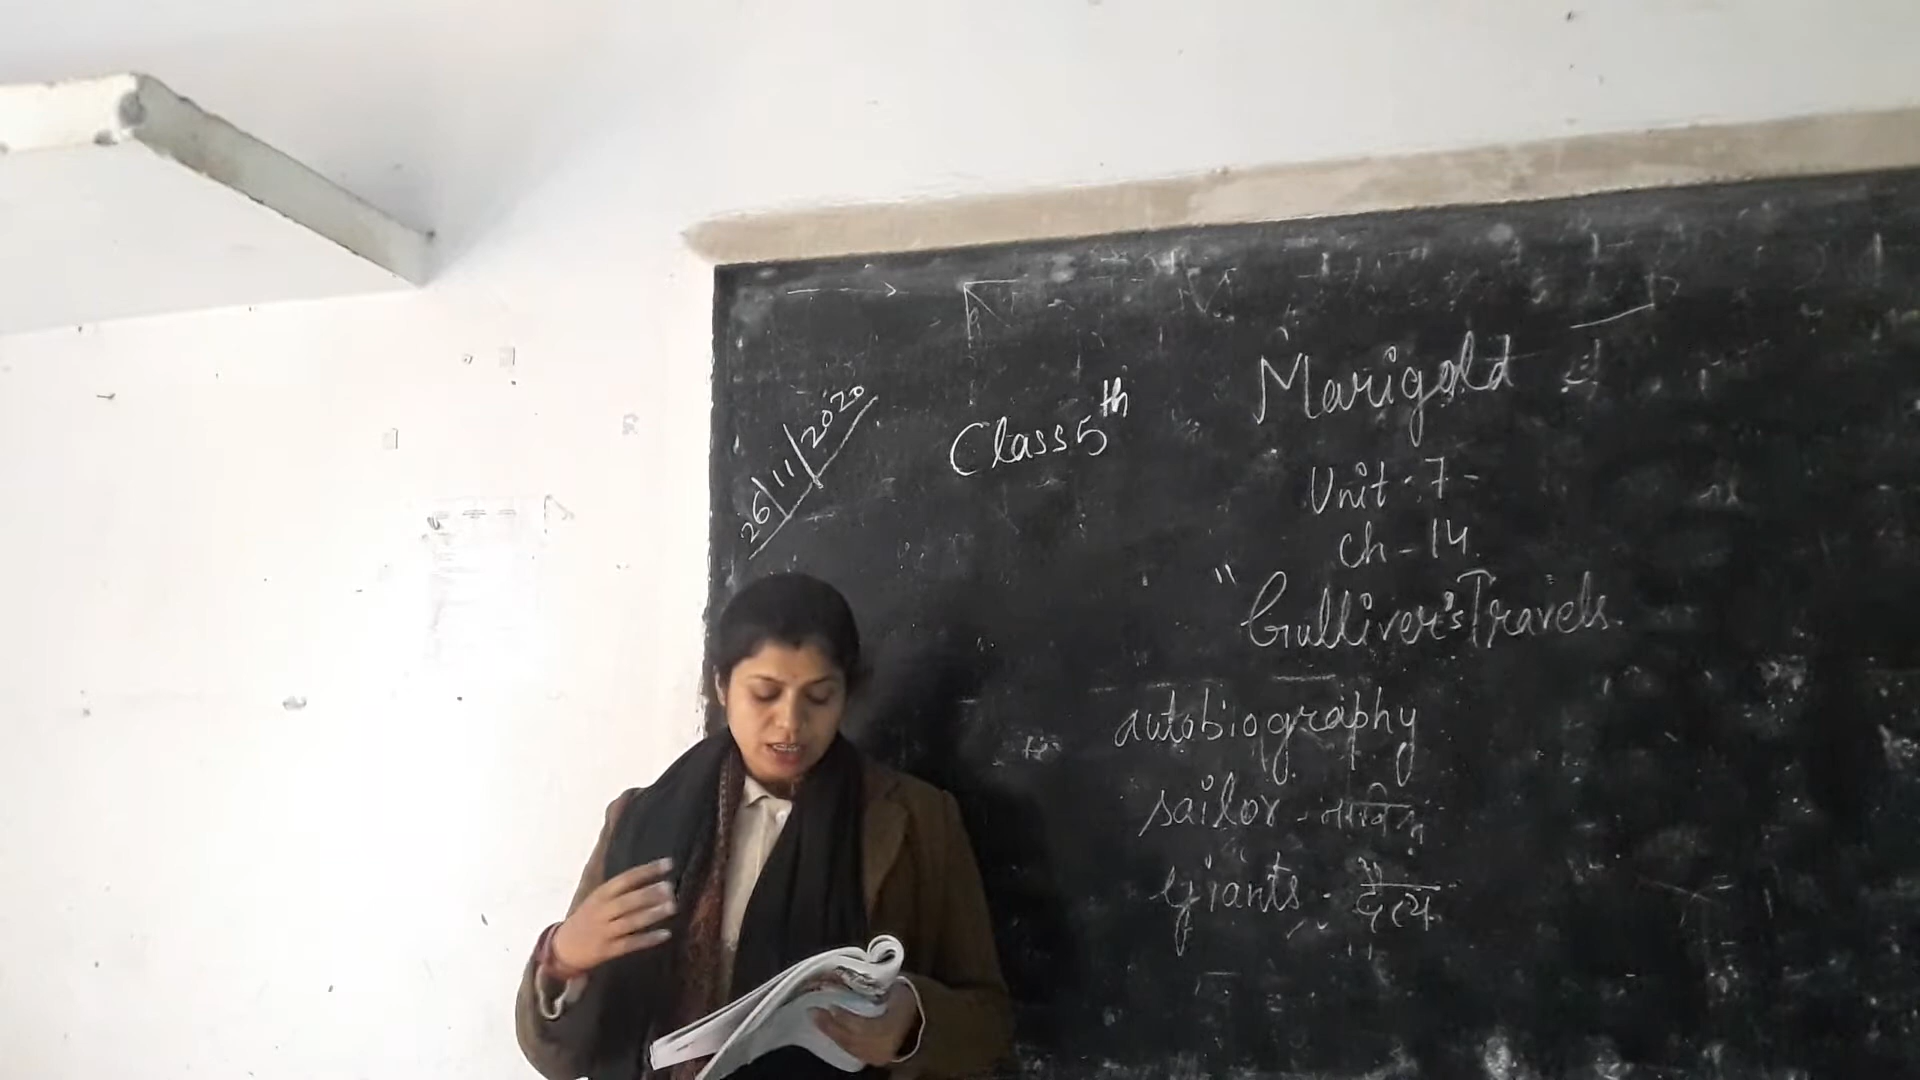 26/11/2020
Class 5th
Marigold
Unit - 7 -
Ch - 14
" Gulliver's Travels
autobiography
sailor - नाविक
Giants - दैत्य